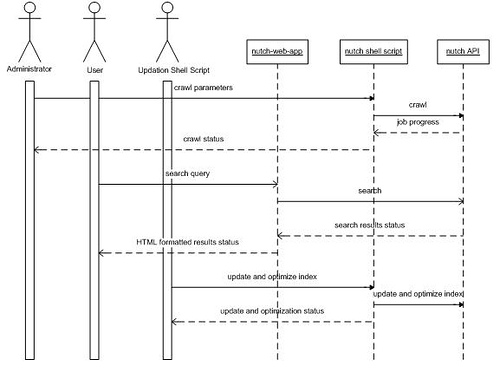 nutch-web-app
nutch shell script
nutch API
Administrator
User
Updation Shell Script
crawl parameters
crawl
job progress
crawl status
search query
search
search results status
HTML formatted results status
update and optimize index
update and optimize index
update and optimization status